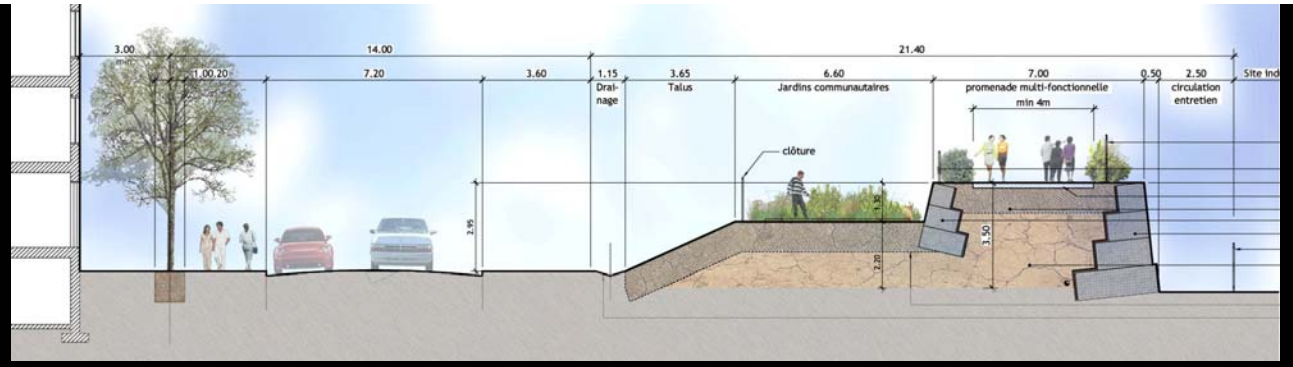 3.00 14.00 21.40
min
1.00.20 7.20 3.60 1.15 3.65 6.60 7.00 0.50 2.50 Site ind
Drai-
nage
Talus
Jardins communautaires
promenade multi-fonctionnelle
min 4m
circulation
entretien
clôture
2.95
1.30
2.20
3.50